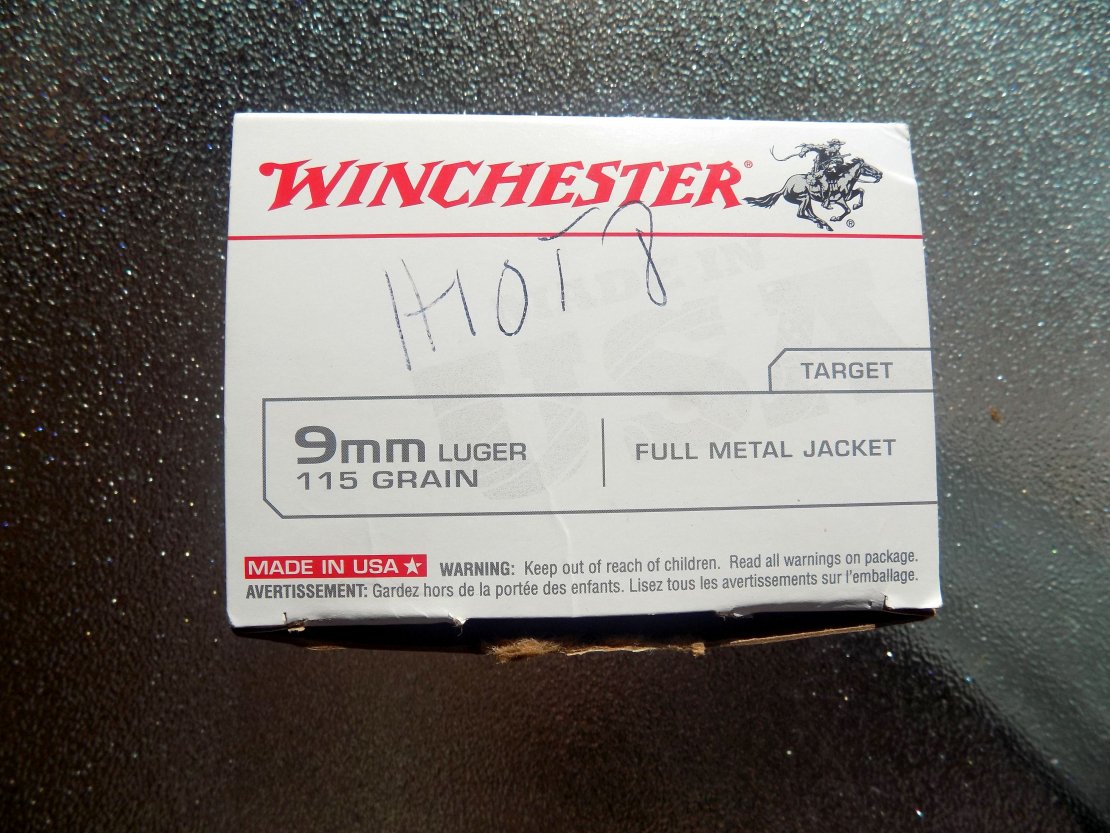 WINCHESTER®
HOT 8
TARGET
9mm LUGER
115 GRAIN
FULL METAL JACKET
MADE IN USA ★ WARNING: Keep out of reach of children. Read all warnings on package.
AVERTISSEMENT: Gardez hors de la portée des enfants. Lisez tous les avertissements sur l'emballage.